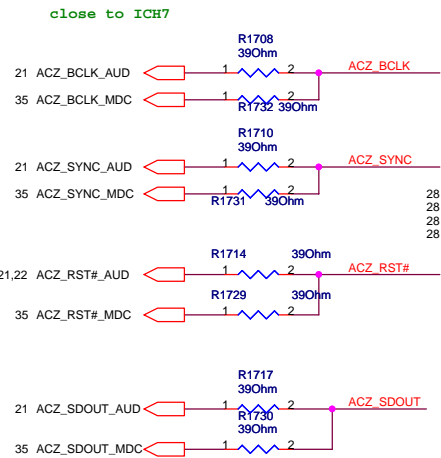 close to ICH7
R1708
39Ohm
21 ACZ_BCLK_AUD 1 2 ACZ_BCLK
35 ACZ_BCLK_MDC 1 2
R1732 39Ohm
R1710
39Ohm
21 ACZ_SYNC_AUD 1 2 ACZ_SYNC
35 ACZ_SYNC_MDC 1 2
R1731 39Ohm
28
28
28
28
R1714 39Ohm
21,22 ACZ_RST#_AUD 1 2 ACZ_RST#
R1729 39Ohm
35 ACZ_RST#_MDC 1 2
R1717
39Ohm
21 ACZ_SDOUT_AUD 1 2 ACZ_SDOUT
R1730
39Ohm
35 ACZ_SDOUT_MDC 1 2